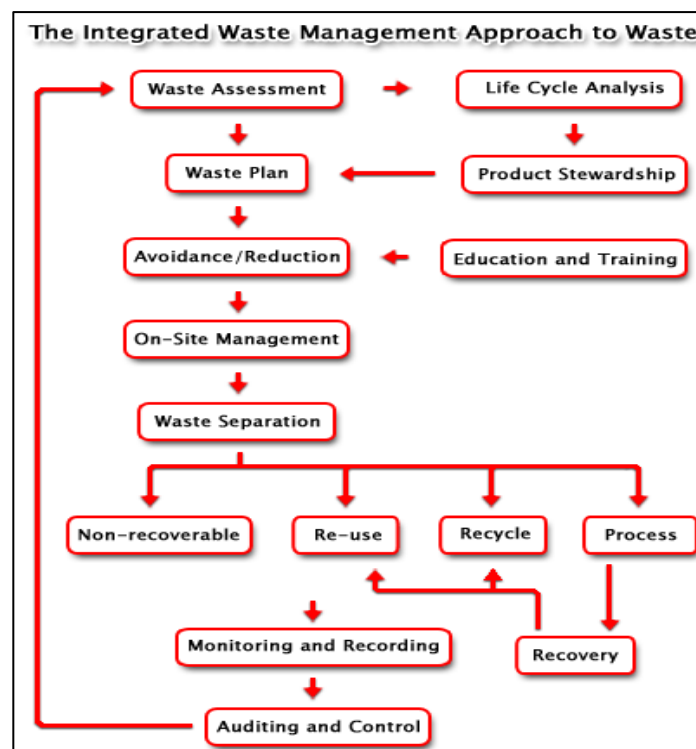 The Integrated Waste Management Approach to Waste
Waste Assessment
Life Cycle Analysis
Waste Plan
Product Stewardship
Avoidance/Reduction
Education and Training
On-Site Management
Waste Separation
Non-recoverable
Re-use
Recycle
Process
Monitoring and Recording
Recovery
Auditing and Control